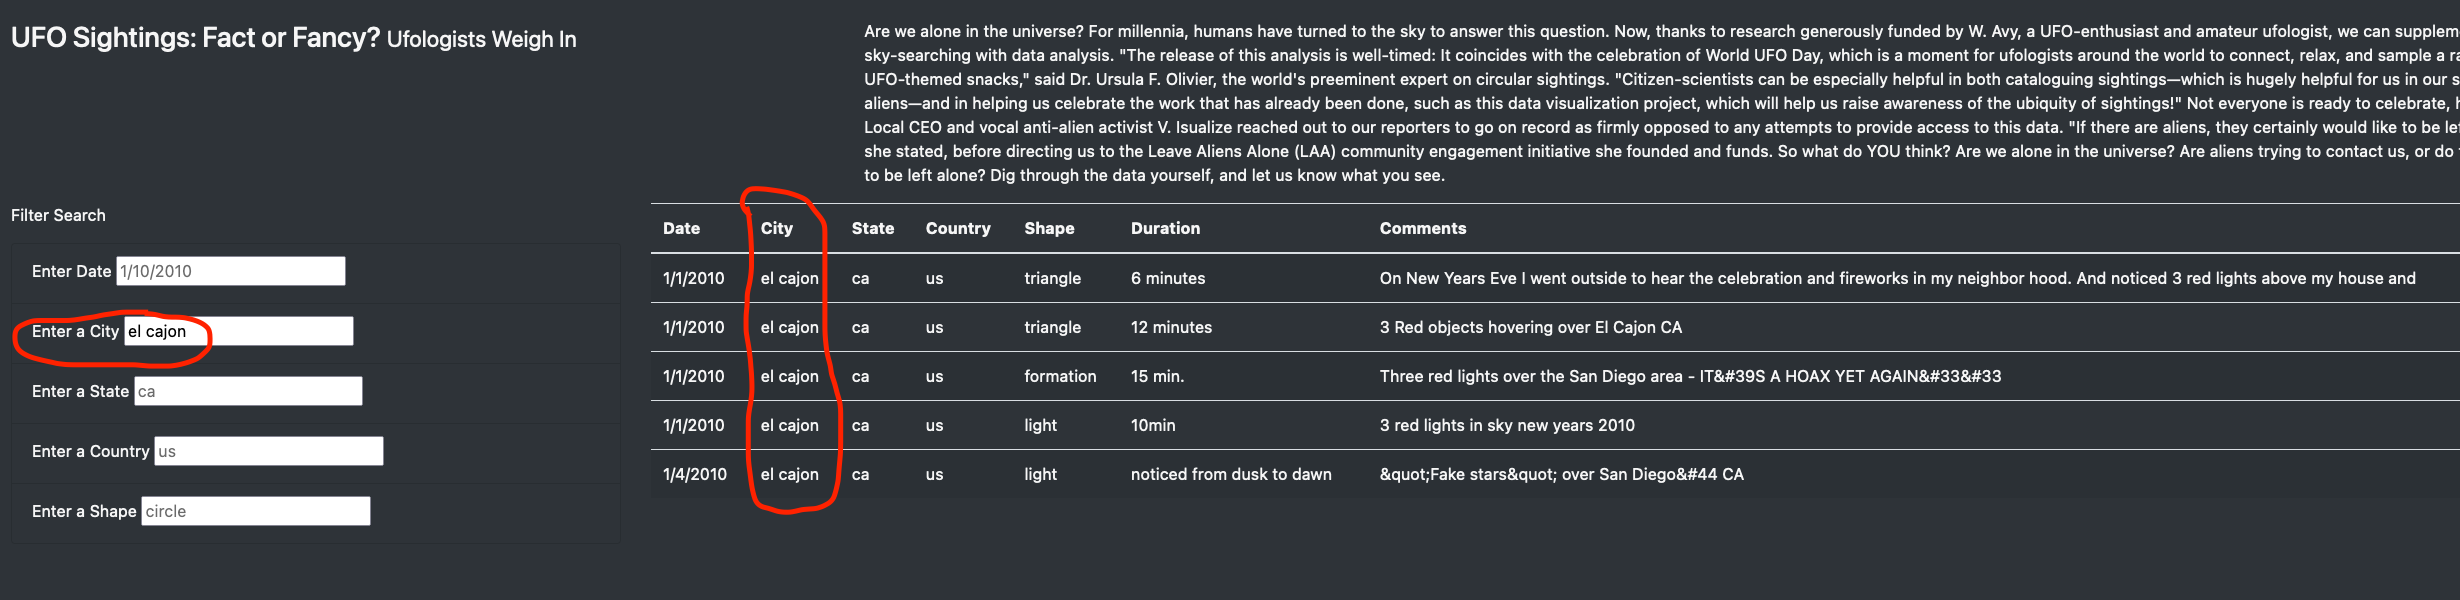 UFO Sightings: Fact or Fancy? Ufologists Weigh In
Are we alone in the universe? For millennia, humans have turned to the sky to answer this question. Now, thanks to research generously funded by W. Avy, a UFO-enthusiast and amateur ufologist, we can
sky-searching with data analysis. "The release of this analysis is well-timed: It coincides with the celebration of World UFO Day, which is a moment for ufologists around the world to connect, relax, and sample a
UFO-themed snacks," said Dr. Ursula F. Olivier, the world's preeminent expert on circular sightings. "Citizen-scientists can be especially helpful in both cataloguing sightings—which is hugely helpful for us in our
aliens—and in helping us celebrate the work that has already been done, such as this data visualization project, which will help us raise awareness of the ubiquity of sightings!" Not everyone is ready to celebrate,
Local CEO and vocal anti-alien activist V. Isualize reached out to our reporters to go on record as firmly opposed to any attempts to provide access to this data. "If there are aliens, they certainly would like to be
she stated, before directing us to the Leave Aliens Alone (LAA) community engagement initiative she founded and funds. So what do YOU think? Are we alone in the universe? Are aliens trying to contact us, or do
to be left alone? Dig through the data yourself, and let us know what you see.
Filter Search
Enter Date 1/10/2010
Enter a City el cajon
Enter a State ca
Enter a Country us
Enter a Shape circle
Date City State Country Shape Duration Comments
1/1/2010 el cajon ca us triangle 6 minutes On New Years Eve I went outside to hear the celebration and fireworks in my neighbor hood. And noticed 3 red lights above my house and
1/1/2010 el cajon ca us triangle 12 minutes 3 Red objects hovering over El Cajon CA
1/1/2010 el cajon ca us formation 15 min. Three red lights over the San Diego area - IT&#39S A HOAX YET AGAIN&#33&#33
1/1/2010 el cajon ca us light 10min 3 red lights in sky new years 2010
1/4/2010 el cajon ca us light noticed from dusk to dawn &quot;Fake stars&quot; over San Diego&#44 CA